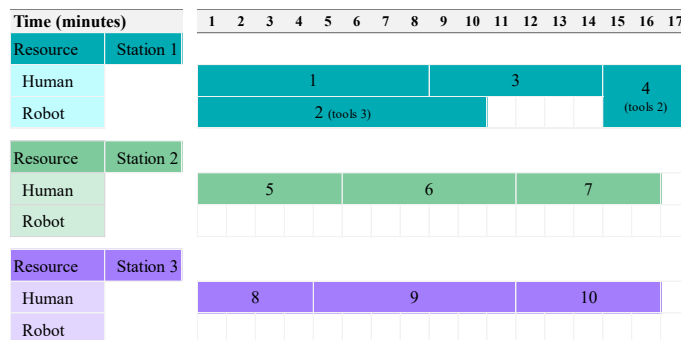 Time (minutes) 1 2 3 4 5 6 7 8 9 10 11 12 13 14 15 16 17
Resource Station 1
Human 1 3 4
(tools 2)
Robot 2 (tools 3)
Resource Station 2
Human 5 6 7
Robot
Resource Station 3
Human 8 9 10
Robot